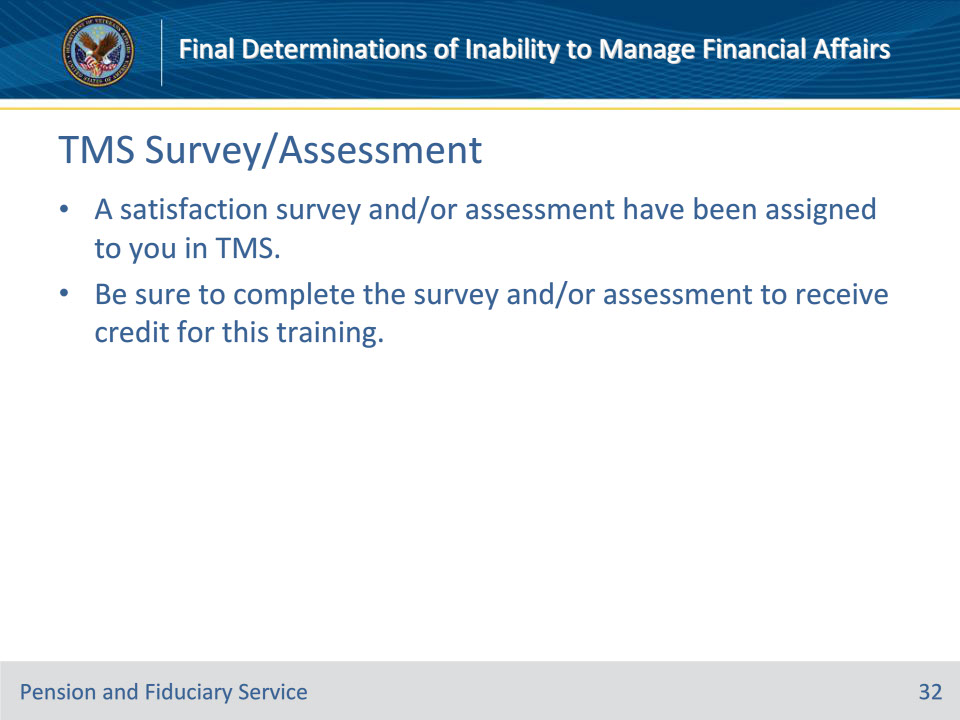 Final Determinations of Inability to Manage Financial Affairs
TMS Survey/Assessment
• A satisfaction survey and/or assessment have been assigned
to you in TMS.
• Be sure to complete the survey and/or assessment to receive
credit for this training.
Pension and Fiduciary Service
32